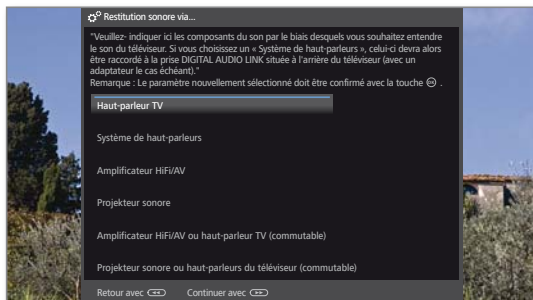 Restitution sonore via...
"Veuillez- indiquer ici les composants du son par le biais desquels vous souhaitez entendre
le son du téléviseur. Si vous choisissez un « Système de haut-parleurs », celui-ci devra alors
être raccordé à la prise DIGITAL AUDIO LINK située à l'arrière du téléviseur (avec un
adaptateur le cas échéant)."
Remarque : Le paramètre nouvellement sélectionné doit être confirmé avec la touche OK .
Haut-parleur TV
Système de haut-parleurs
Amplificateur HiFi/AV
Projekteur sonore
Amplificateur HiFi/AV ou haut-parleur TV (commutable)
Projekteur sonore ou haut-parleurs du téléviseur (commutable)
Retour avec Continuer avec